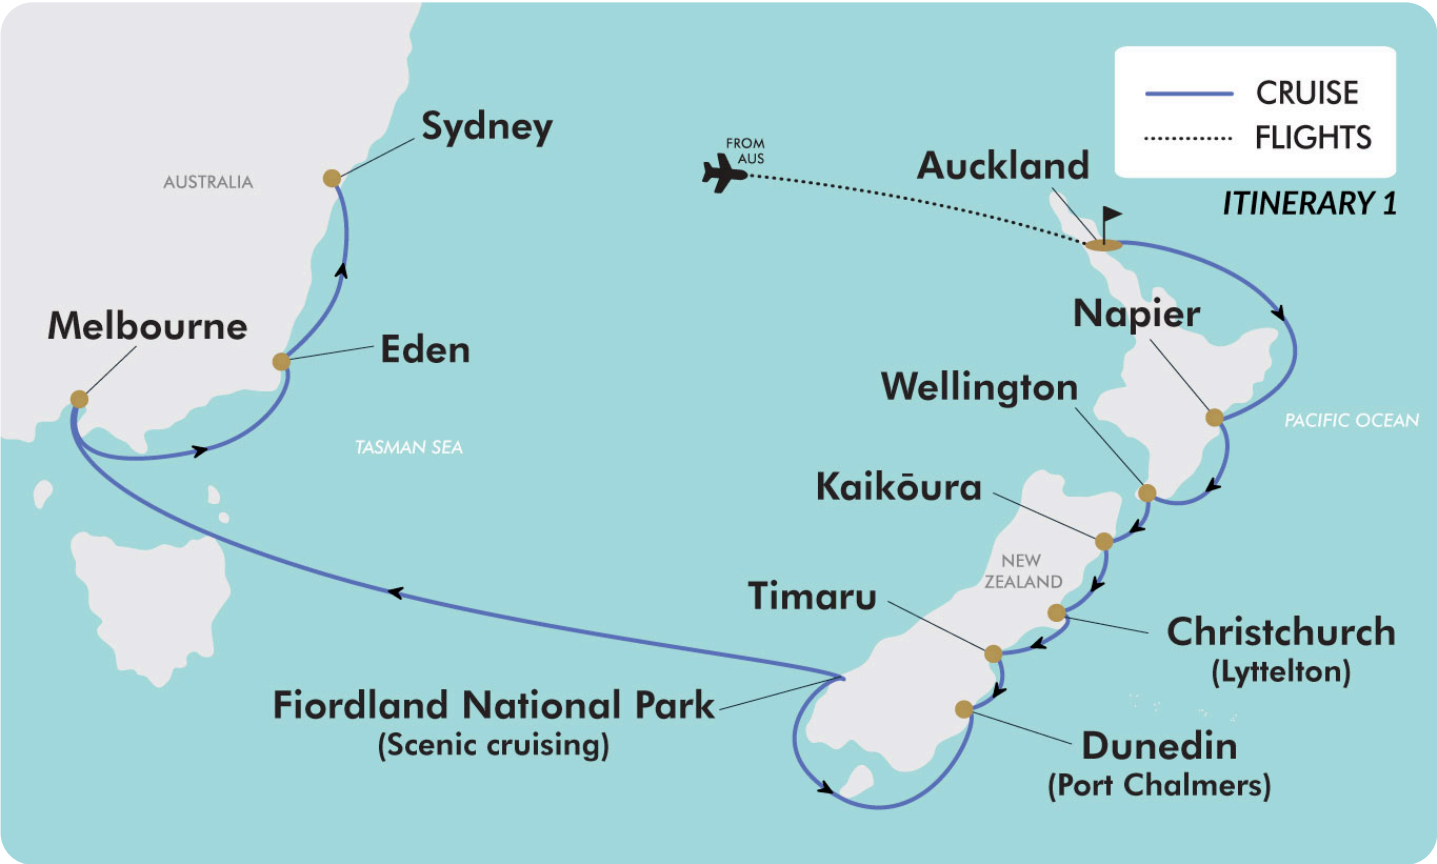 CRUISE
FLIGHTS
ITINERARY 1
Sydney
FROM
AUS
Auckland
AUSTRALIA
Melbourne
Eden
Napier
Wellington
PACIFIC OCEAN
TASMAN SEA
Kaikōura
NEW
ZEALAND
Timaru
Christchurch
(Lyttelton)
Fiordland National Park
(Scenic cruising)
Dunedin
(Port Chalmers)